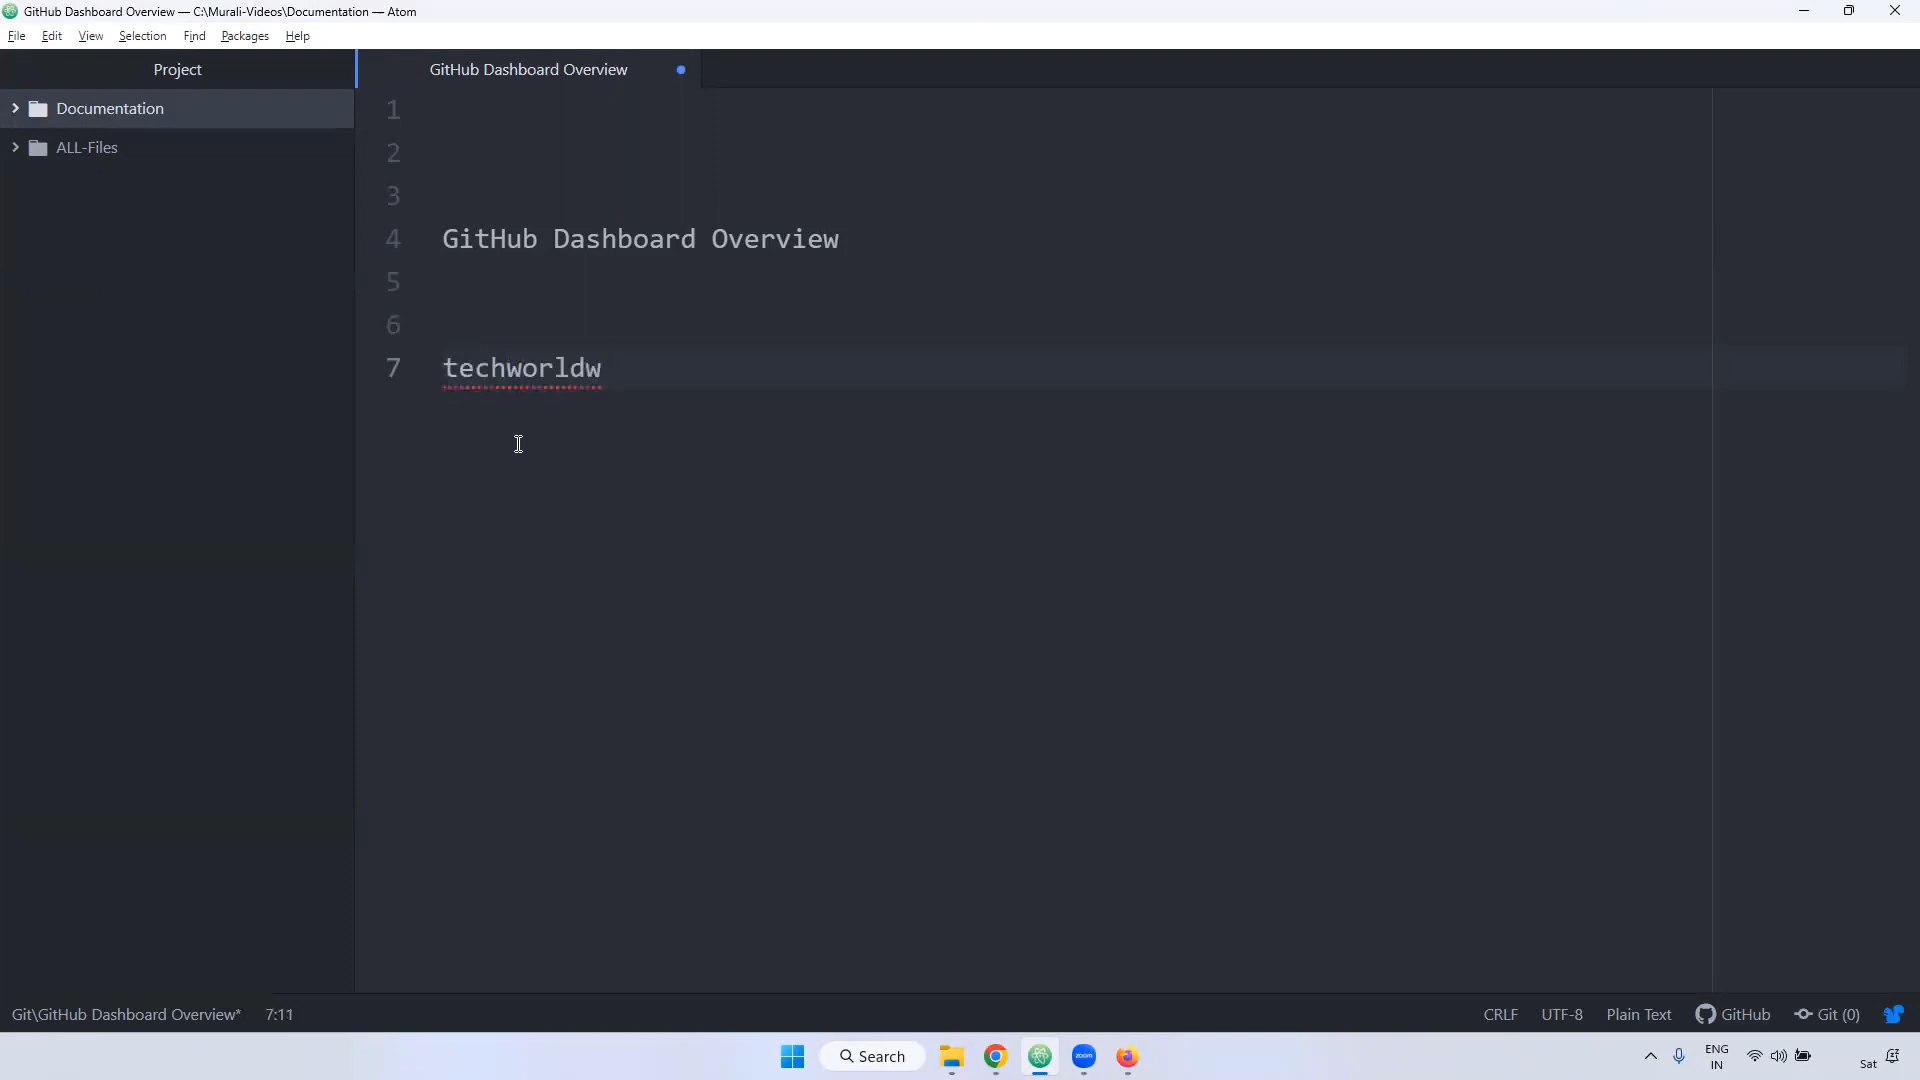 GitHub Dashboard Overview — C:\Murali-Videos\Documentation — Atom
File Edit View Selection Find Packages Help
Project
GitHub Dashboard Overview
Documentation
ALL-Files
1
2
3
4 GitHub Dashboard Overview
5
6
7 techworldw
Git\GitHub Dashboard Overview* 7:11 CRLF UTF-8 Plain Text GitHub Git (0)
Search
zoom
ENG
IN
Sat